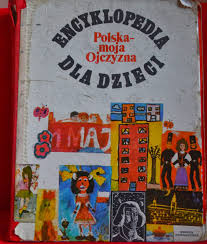 ENCYKLOPEDIA
Polska-
moja
Ojczyzna
DLA DZIECI
1 MAJ